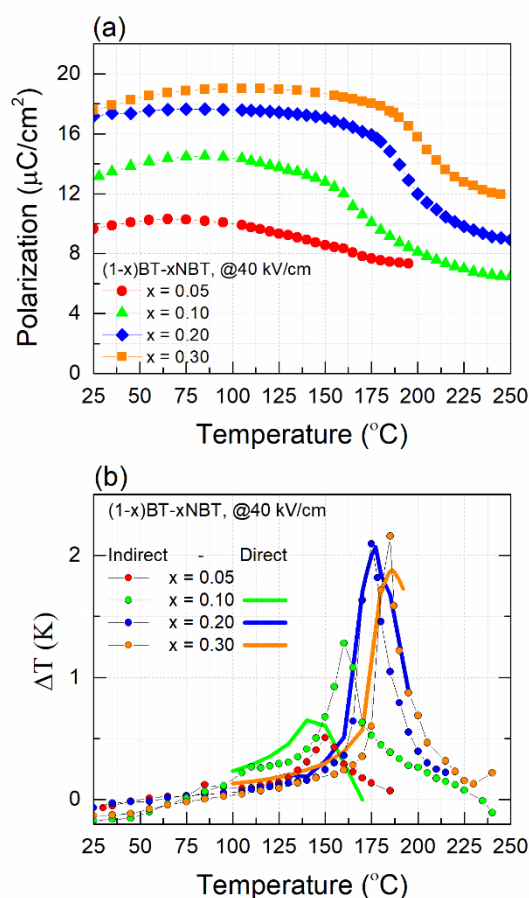 (a)
20
16
12
8
4
0
Polarization (μC/cm²)
(1-x)BT-xNBT, @40 kV/cm
x = 0.05
x = 0.10
x = 0.20
x = 0.30
25 50 75 100 125 150 175 200 225 250
Temperature (°C)
(b)
(1-x)BT-xNBT, @40 kV/cm
Indirect - Direct
x = 0.05
x = 0.10
x = 0.20
x = 0.30
2
1
0
ΔT (K)
25 50 75 100 125 150 175 200 225 250
Temperature (°C)